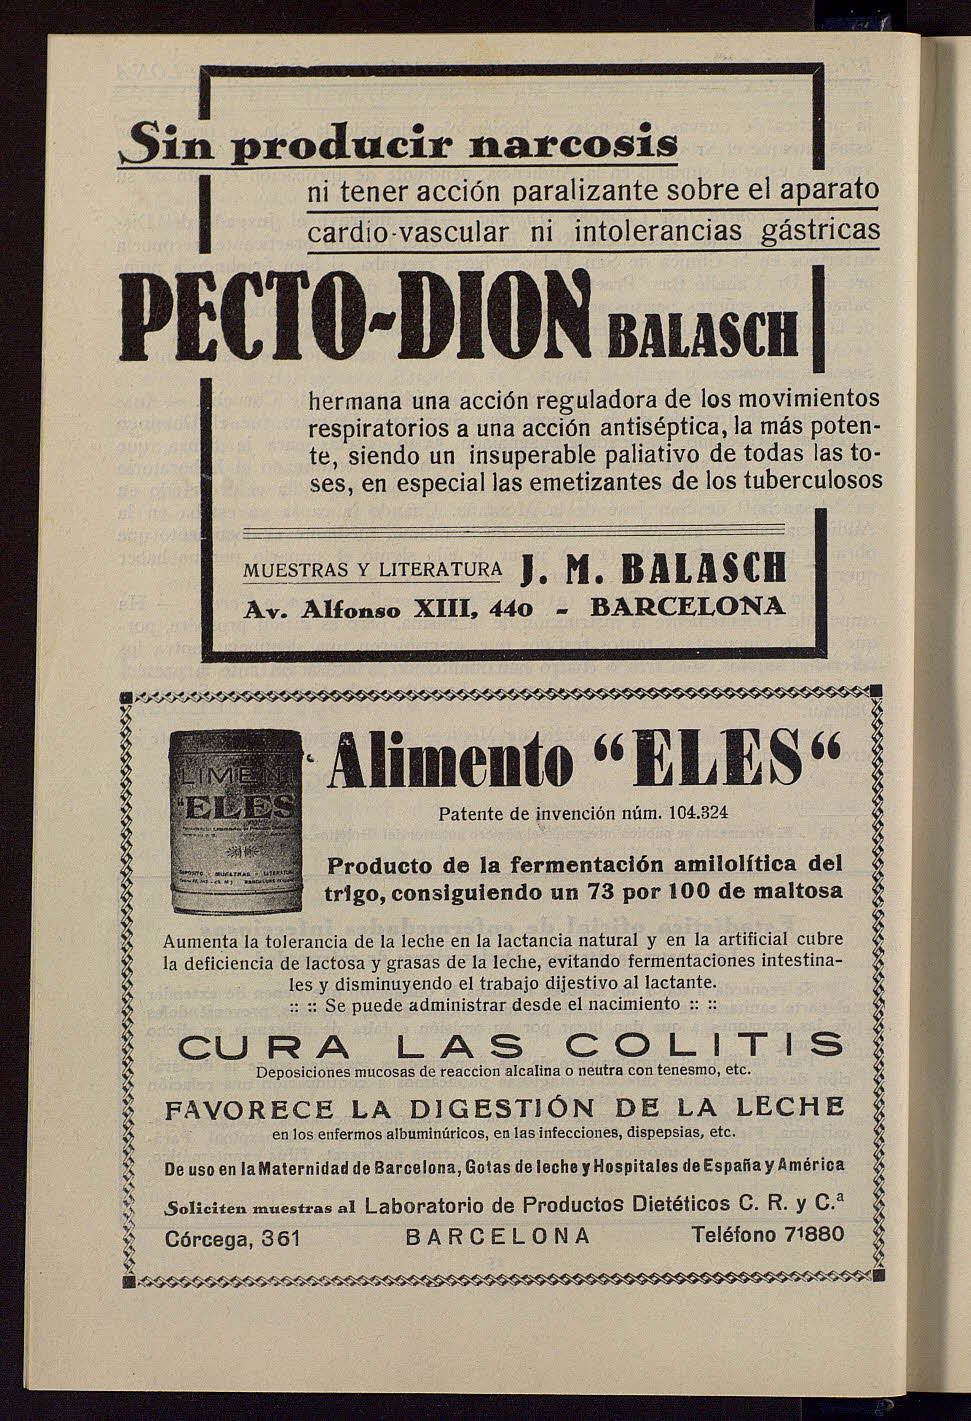 Sin producir narcosis
ni tener acción paralizante sobre el aparato
cardio-vascular ni intolerancias gástricas
PECTO-DION BALASCH
hermana una acción reguladora de los movimientos
respiratorios a una acción antiséptica, la más poten-
te, siendo un insuperable paliativo de todas las to-
ses, en especial las emetizantes de los tuberculosos
MUESTRAS Y LITERATURA J. M. BALASCH
Av. Alfonso XIII, 440 - BARCELONA
LIMEN
"ELES
Alimento “ELES“
Patente de invención núm. 104.324
Producto de la fermentación amilolítica del
trigo, consiguiendo un 73 por 100 de maltosa
Aumenta la tolerancia de la leche en la lactancia natural y en la artificial cubre
la deficiencia de lactosa y grasas de la leche, evitando fermentaciones intestina-
les y disminuyendo el trabajo dijestivo al lactante.
:: :: Se puede administrar desde el nacimiento :: ::
CURA LAS COLITIS
Deposiciones mucosas de reaccion alcalina o neutra con tenesmo, etc.
FAVORECE LA DIGESTIÓN DE LA LECHE
en los enfermos albuminúricos, en las infecciones, dispepsias, etc.
De uso en la Maternidad de Barcelona, Gotas de leche y Hospitales de España y América
Soliciten muestras al Laboratorio de Productos Dietéticos C. R. y C.ª
Córcega, 361 BARCELONA Teléfono 71880